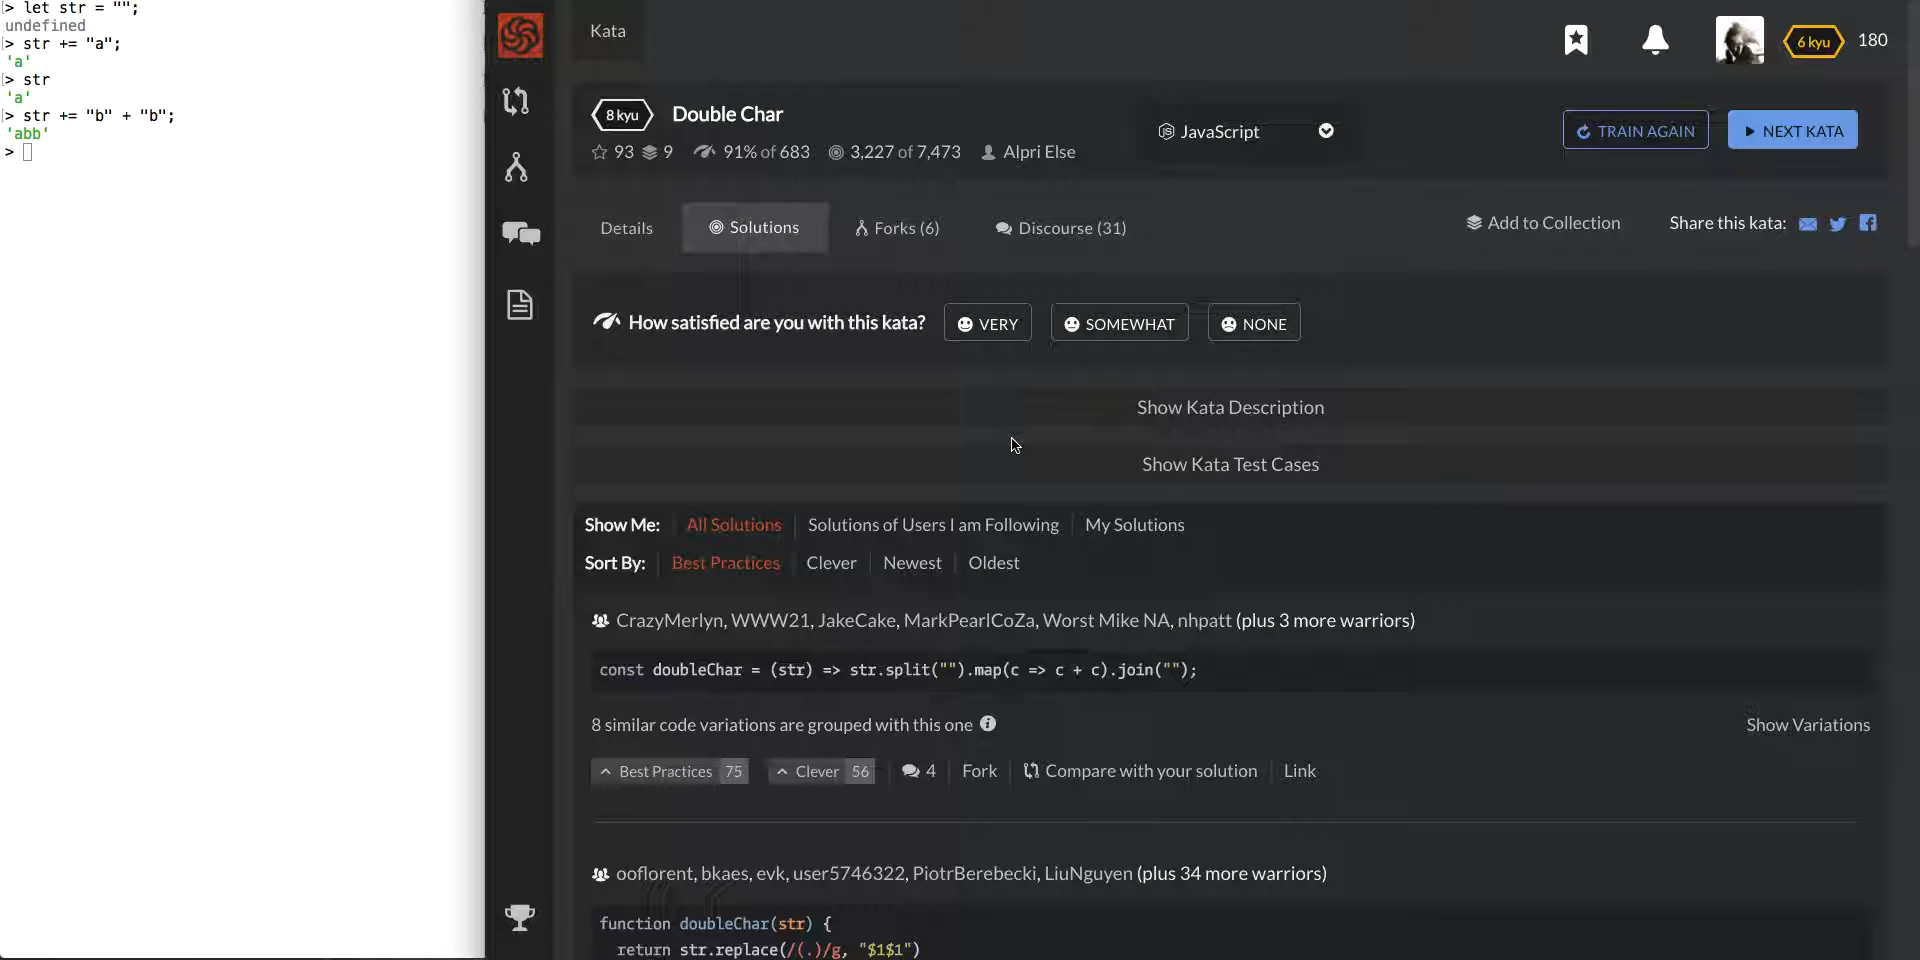 > let str = "";
undefined
> str += "a";
'a'
> str
'a'
> str += "b" + "b";
'abb'
>
Kata
6 kyu 180
8 kyu Double Char
93 9 91% of 683 3,227 of 7,473 Alpri Else
JavaScript
TRAIN AGAIN
NEXT KATA
Details
Solutions
Forks (6)
Discourse (31)
Add to Collection
Share this kata:
How satisfied are you with this kata? VERY SOMEWHAT NONE
Show Kata Description
Show Kata Test Cases
Show Me: All Solutions Solutions of Users I am Following My Solutions
Sort By: Best Practices Clever Newest Oldest
CrazyMerlyn, WWW21, JakeCake, MarkPearlCoZa, Worst Mike NA, nhpatt (plus 3 more warriors)
const doubleChar = (str) => str.split("").map(c => c + c).join("");
8 similar code variations are grouped with this one
Show Variations
Best Practices 75 Clever 56 4 Fork Compare with your solution Link
ooflorent, bkaes, evk, user5746322, PiotrBerebecki, LiuNguyen (plus 34 more warriors)
function doubleChar(str) {
return str.replace(/(.)/g, "$1$1")